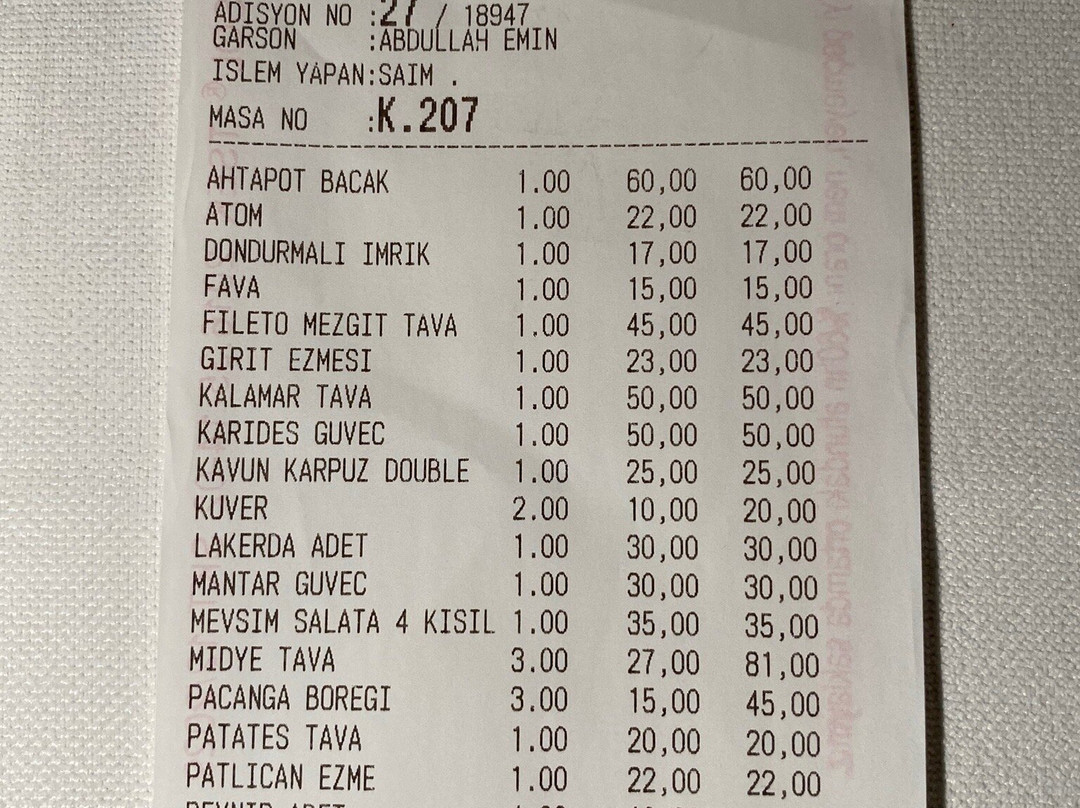 ADISYON NO :27 / 18947
GARSON :ABDULLAH EMIN
ISLEM YAPAN:SAIM .
MASA NO :K.207
AHTAPOT BACAK 1.00 60,00 60,00
ATOM 1.00 22,00 22,00
DONDURMALI IMRIK 1.00 17,00 17,00
FAVA 1.00 15,00 15,00
FILETO MEZGIT TAVA 1.00 45,00 45,00
GIRIT EZMESI 1.00 23,00 23,00
KALAMAR TAVA 1.00 50,00 50,00
KARIDES GUVEC 1.00 50,00 50,00
KAVUN KARPUZ DOUBLE 1.00 25,00 25,00
KUVER 2.00 10,00 20,00
LAKERDA ADET 1.00 30,00 30,00
MANTAR GUVEC 1.00 30,00 30,00
MEVSIM SALATA 4 KISIL 1.00 35,00 35,00
MIDYE TAVA 3.00 27,00 81,00
PACANGA BOREGI 3.00 15,00 45,00
PATATES TAVA 1.00 20,00 20,00
PATLICAN EZME 1.00 22,00 22,00